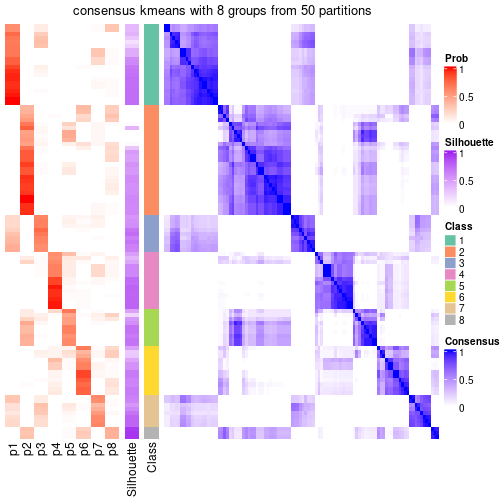 consensus kmeans with 8 groups from 50 partitions
Prob
1
0.5
0
Silhouette
1
0.5
0
Class
1
2
3
4
5
6
7
8
Consensus
1
0.5
0
p1
p2
p3
p4
p5
p6
p7
p8
Silhouette
Class